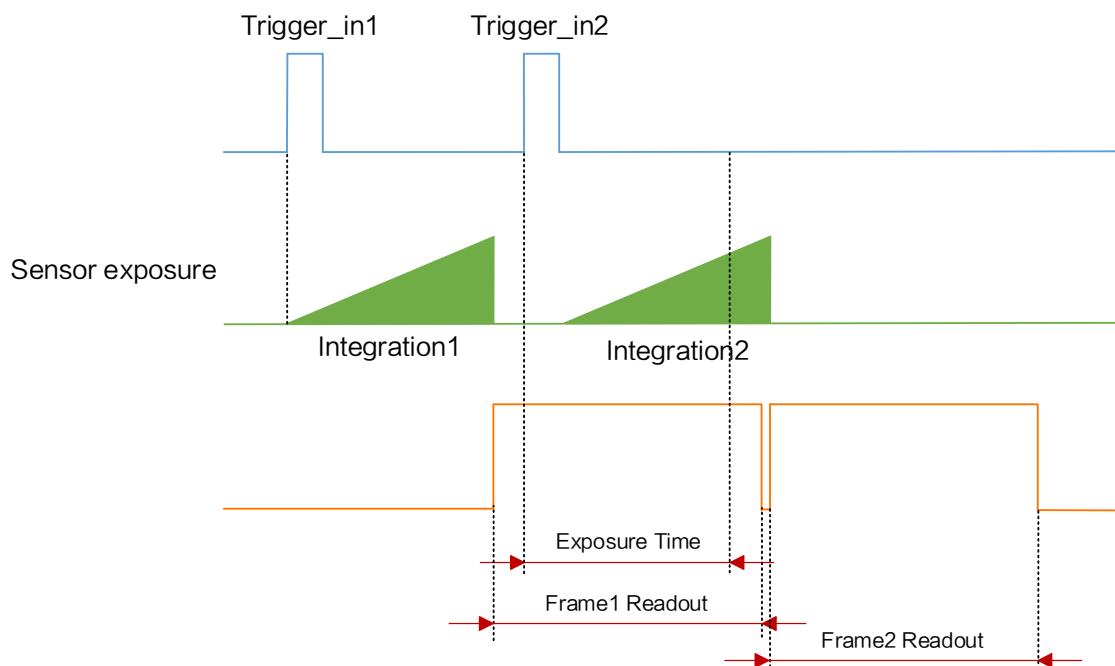 Trigger_in1
Trigger_in2
Sensor exposure
Integration1
Integration2
Exposure Time
Frame1 Readout
Frame2 Readout